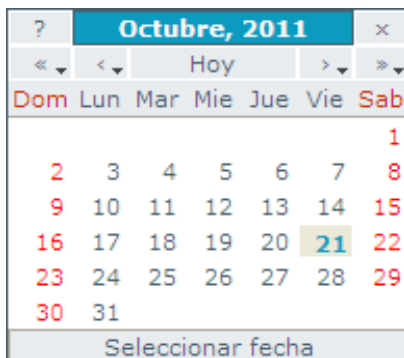 ? Octubre, 2011 ×
« ‹ Hoy › »
Dom Lun Mar Mie Jue Vie Sab
1
2 3 4 5 6 7 8
9 10 11 12 13 14 15
16 17 18 19 20 21 22
23 24 25 26 27 28 29
30 31
Seleccionar fecha